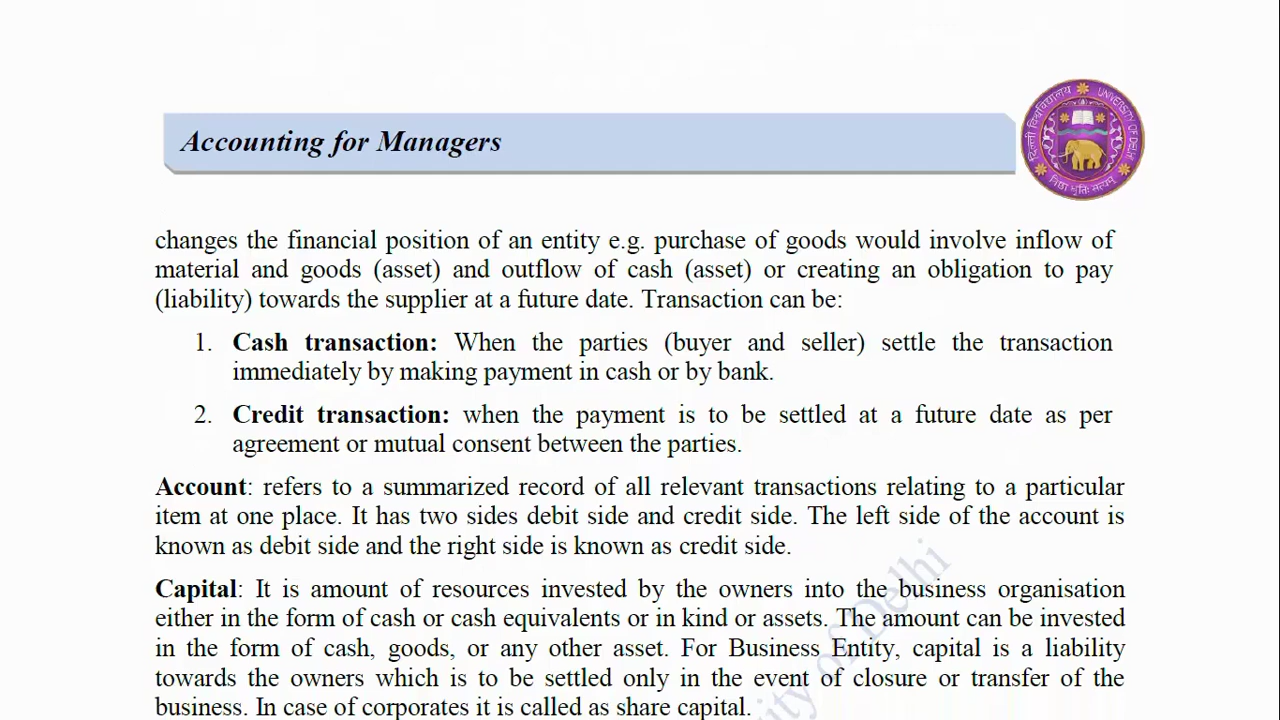 Accounting for Managers
दिल्ली विश्वविद्यालय
UNIVERSITY OF DELHI
changes the financial position of an entity e.g. purchase of goods would involve inflow of
material and goods (asset) and outflow of cash (asset) or creating an obligation to pay
(liability) towards the supplier at a future date. Transaction can be:
1. Cash transaction: When the parties (buyer and seller) settle the transaction
immediately by making payment in cash or by bank.
2. Credit transaction: when the payment is to be settled at a future date as per
agreement or mutual consent between the parties.
Account: refers to a summarized record of all relevant transactions relating to a particular
item at one place. It has two sides debit side and credit side. The left side of the account is
known as debit side and the right side is known as credit side.
Capital: It is amount of resources invested by the owners into the business organisation
either in the form of cash or cash equivalents or in kind or assets. The amount can be invested
in the form of cash, goods, or any other asset. For Business Entity, capital is a liability
towards the owners which is to be settled only in the event of closure or transfer of the
business. In case of corporates it is called as share capital.
of Delhi